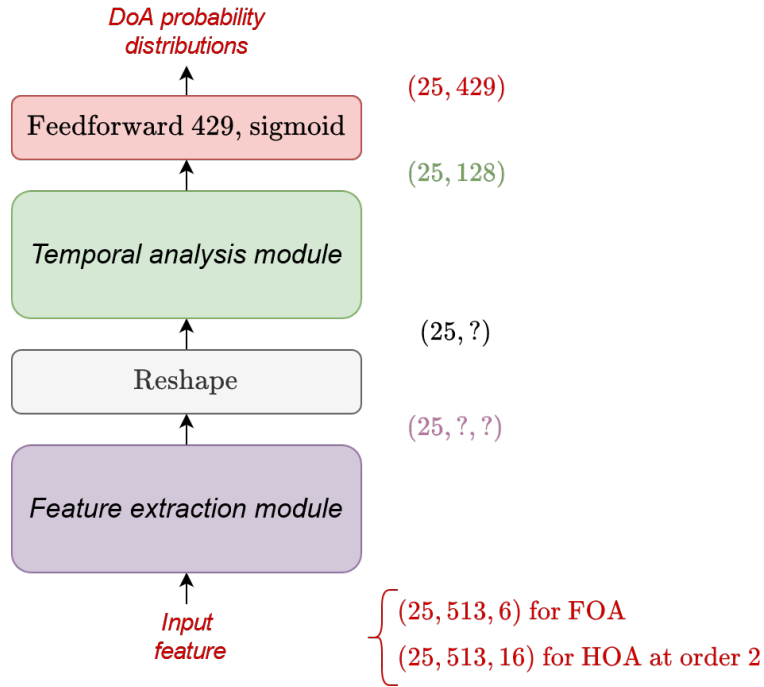 DoA probability
distributions
(25, 429)
Feedforward 429, sigmoid
(25, 128)
Temporal analysis module
(25, ?)
Reshape
(25, ?, ?)
Feature extraction module
Input
feature
(25, 513, 6) for FOA
(25, 513, 16) for HOA at order 2